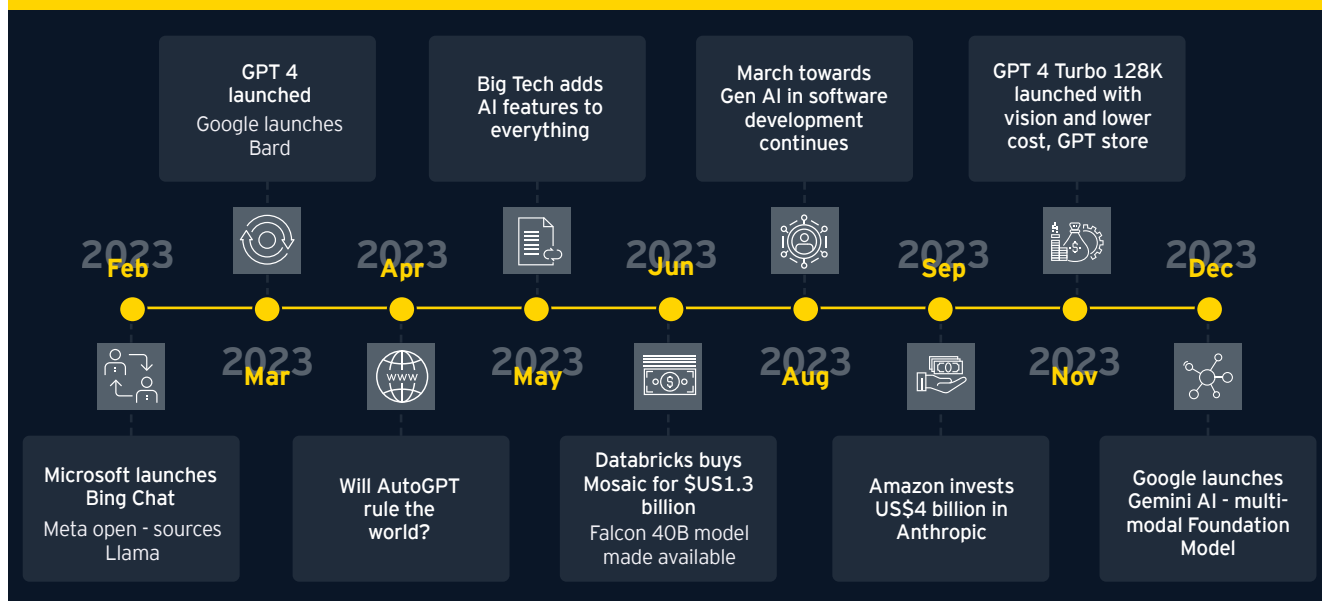 GPT 4
launched
Google launches
Bard
Big Tech adds
AI features to
everything
March towards
Gen AI in software
development
continues
GPT 4 Turbo 128K
launched with
vision and lower
cost, GPT store
2023
Feb
2023
Apr
2023
Jun
2023
Sep
2023
Dec
2023
Mar
WWW
2023
May
$
2023
Aug
2023
Nov
$
Microsoft launches
Bing Chat
Meta open - sources
Llama
Will AutoGPT
rule the
world?
Databricks buys
Mosaic for $US1.3
billion
Falcon 40B model
made available
Amazon invests
US$4 billion in
Anthropic
Google launches
Gemini AI - multi-
modal Foundation
Model